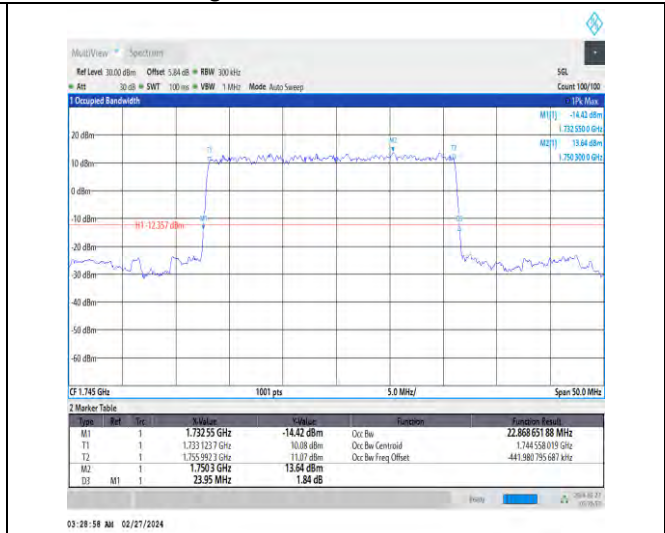 MultiView Spectrum
Ref Level 30.00 dBm Offset 5.84 dB RBW 300 kHz SGL
Att 30 dB SWT 100 ms VBW 1 MHz Mode Auto Sweep Count 100/100
1 Occupied Bandwidth 1Pk Max
M1[1] -14.42 dBm
1.732 550 0 GHz
M2[1] 13.64 dBm
1.750 300 0 GHz
20 dBm
M2
T1
T2
10 dBm
0 dBm
-10 dBm
M1
H1 -12.357 dBm
-20 dBm
-30 dBm
-40 dBm
-50 dBm
-60 dBm
CF 1.745 GHz 1001 pts 5.0 MHz/ Span 50.0 MHz
2 Marker Table
Type Ref Trc X-Value Y-Value Function Function Result
M1 1 1.732 55 GHz -14.42 dBm Occ Bw 22.868 651 88 MHz
T1 1 1.733 123 7 GHz 10.08 dBm Occ Bw Centroid 1.744 558 019 GHz
T2 1 1.755 992 3 GHz 11.07 dBm Occ Bw Freq Offset -441.980 795 687 kHz
M2 1 1.750 3 GHz 13.64 dBm
D3 M1 1 23.95 MHz 1.84 dB
03:28:58 AM 02/27/2024